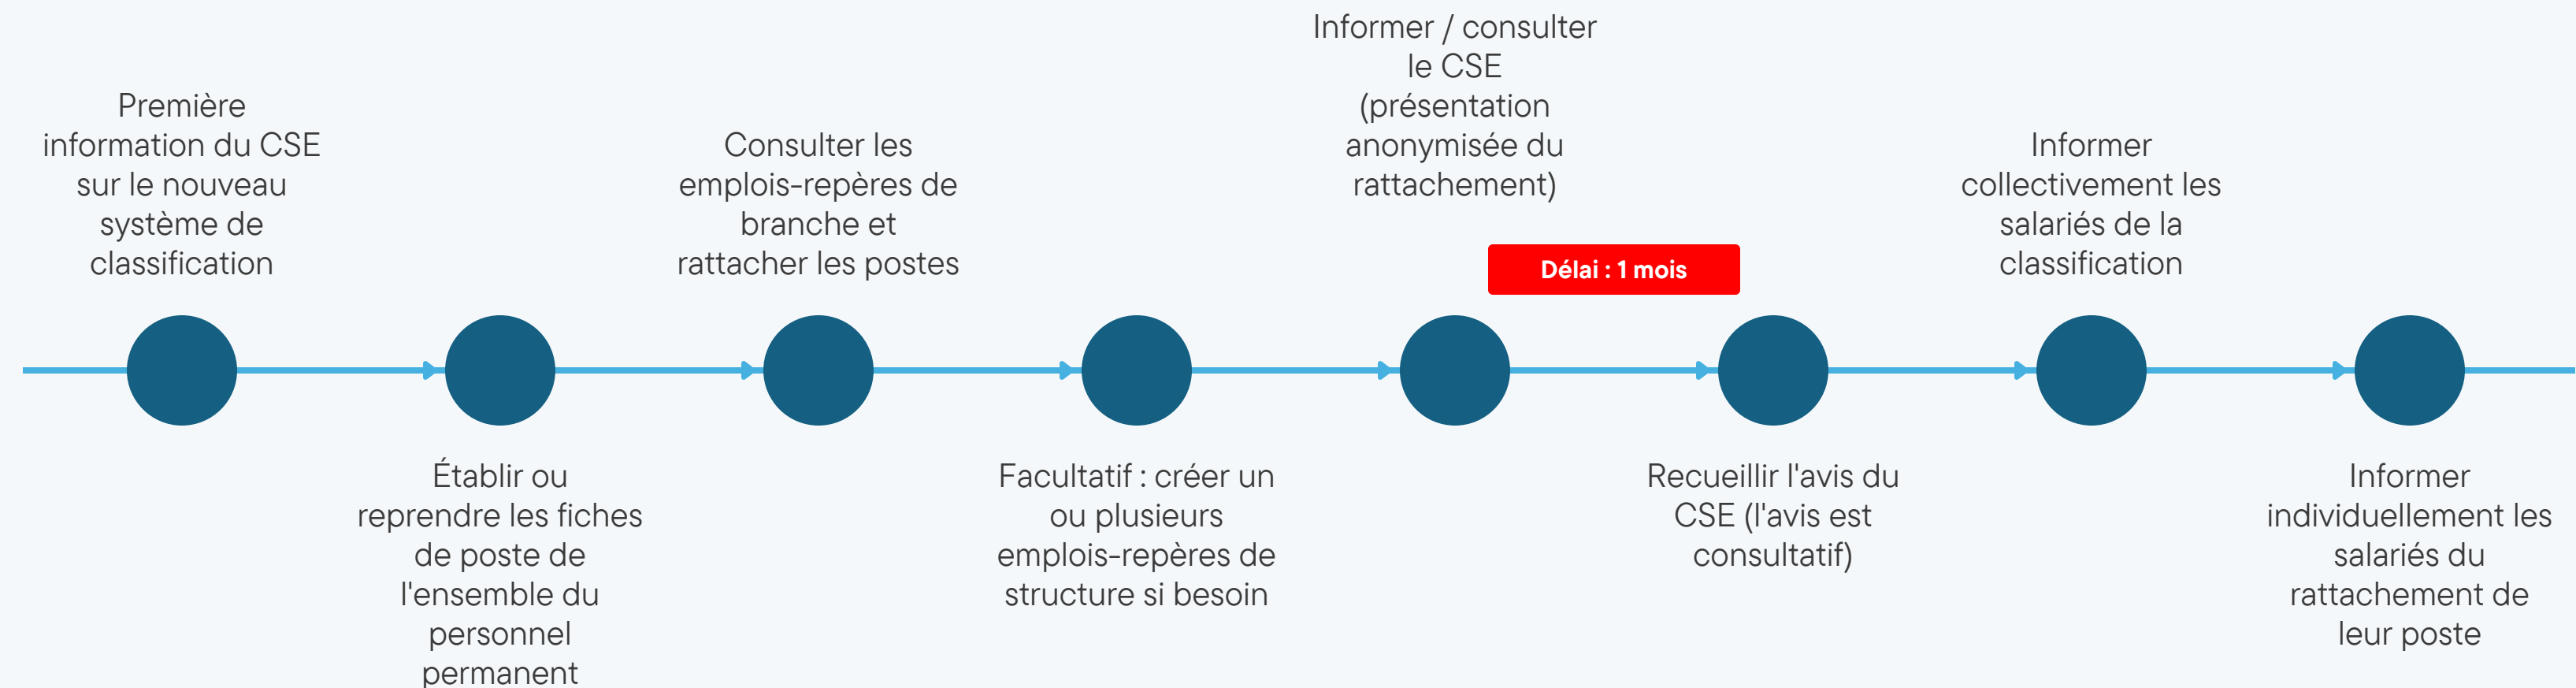 Première
information du CSE
sur le nouveau
système de
classification
Établir ou
reprendre les fiches
de poste de
l'ensemble du
personnel
permanent
Consulter les
emplois-repères de
branche et
rattacher les postes
Facultatif : créer un
ou plusieurs
emplois-repères de
structure si besoin
Informer / consulter
le CSE
(présentation
anonymisée du
rattachement)
Délai : 1 mois
Recueillir l'avis du
CSE (l'avis est
consultatif)
Informer
collectivement les
salariés de la
classification
Informer
individuellement les
salariés du
rattachement de
leur poste